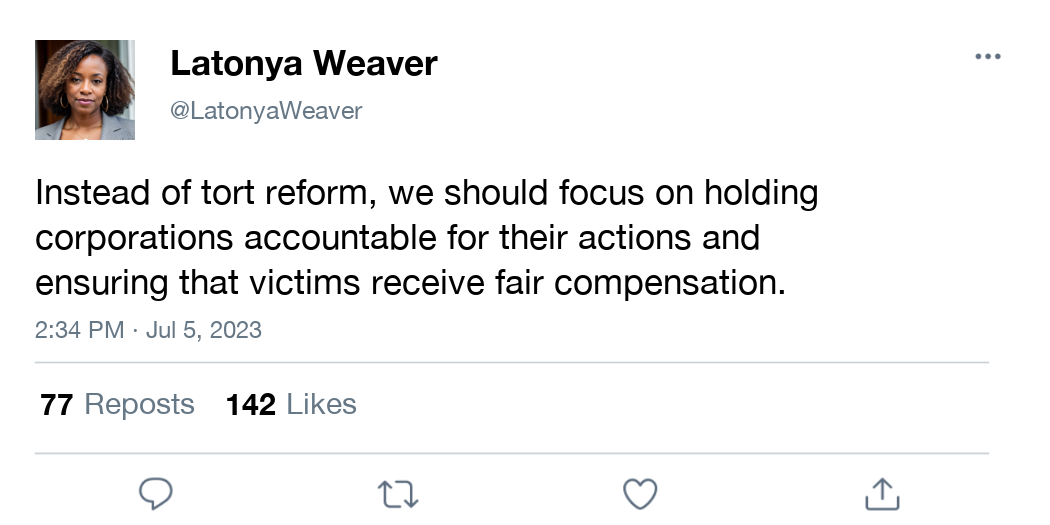 Latonya Weaver
@LatonyaWeaver
Instead of tort reform, we should focus on holding
corporations accountable for their actions and
ensuring that victims receive fair compensation.
2:34 PM · Jul 5, 2023
77 Reposts 142 Likes